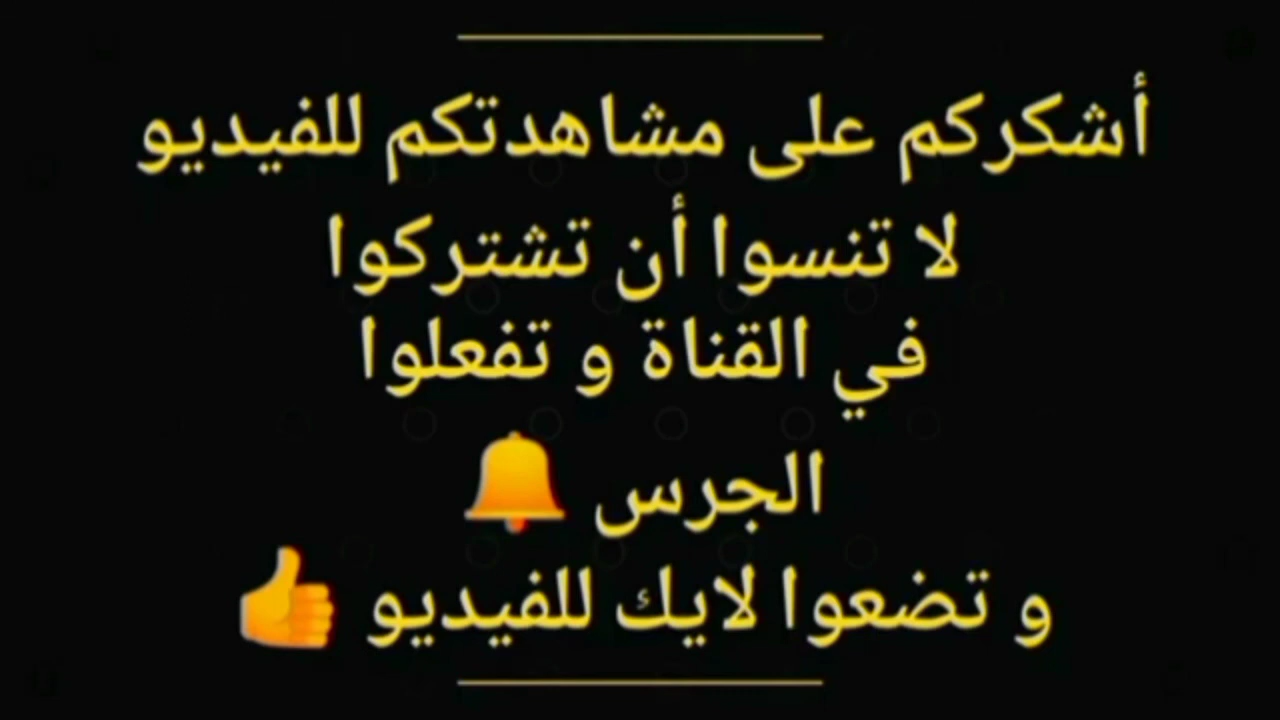 أشكركم على مشاهدتكم للفيديو
لا تنسوا أن تشتركوا
في القناة و تفعلوا
الجرس 🔔
و تضعوا لايك للفيديو 👍